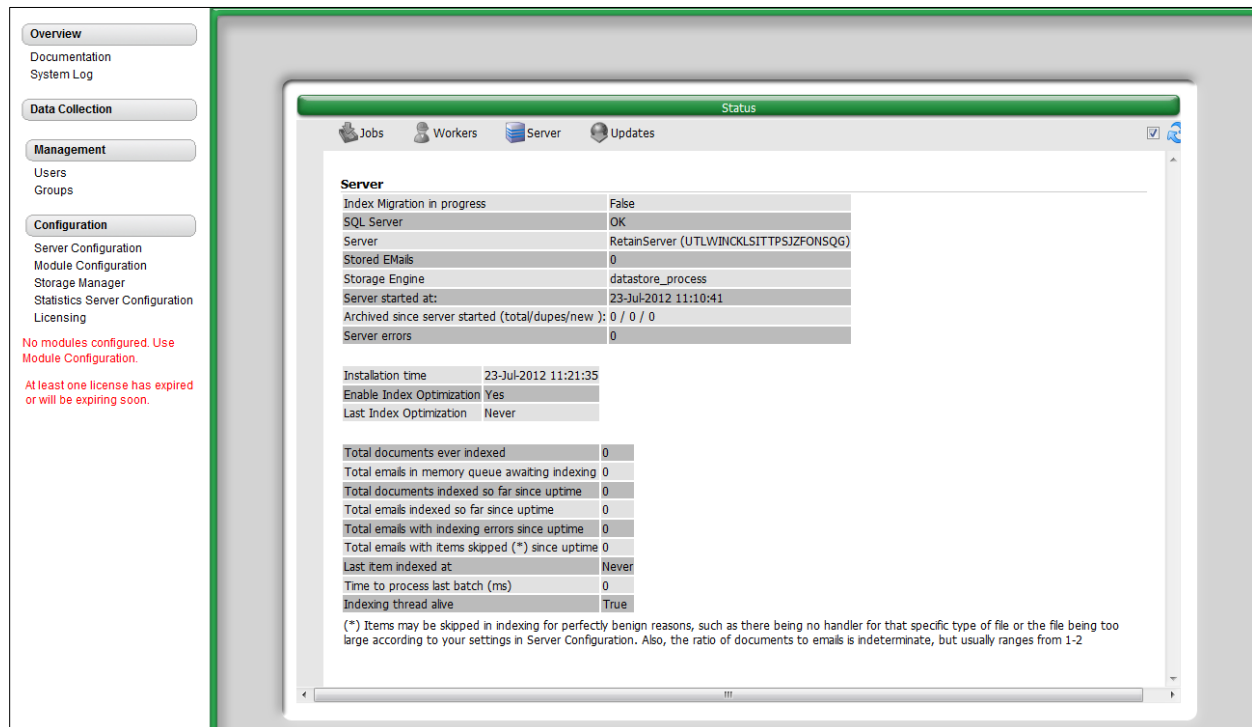 Overview
Documentation
System Log
Data Collection
Management
Users
Groups
Configuration
Server Configuration
Module Configuration
Storage Manager
Statistics Server Configuration
Licensing
No modules configured. Use
Module Configuration.
At least one license has expired
or will be expiring soon.
Status
Jobs Workers Server Updates
Server
Index Migration in progress False
SQL Server OK
Server RetainServer (UTLWINCKLSITTPSJZFONSQG)
Stored EMails 0
Storage Engine datastore_process
Server started at: 23-Jul-2012 11:10:41
Archived since server started (total/dupes/new ): 0 / 0 / 0
Server errors 0
Installation time 23-Jul-2012 11:21:35
Enable Index Optimization Yes
Last Index Optimization Never
Total documents ever indexed 0
Total emails in memory queue awaiting indexing 0
Total documents indexed so far since uptime 0
Total emails indexed so far since uptime 0
Total emails with indexing errors since uptime 0
Total emails with items skipped (*) since uptime 0
Last item indexed at Never
Time to process last batch (ms) 0
Indexing thread alive True
(*) Items may be skipped in indexing for perfectly benign reasons, such as there being no handler for that specific type of file or the file being too
large according to your settings in Server Configuration. Also, the ratio of documents to emails is indeterminate, but usually ranges from 1-2